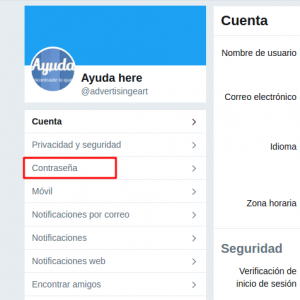 Ayuda
Ayuda here
@advertisingeart
Cuenta
Privacidad y seguridad
Contraseña
Móvil
Notificaciones por correo
Notificaciones
Notificaciones web
Encontrar amigos
Cuenta
Nombre de usuario
Correo electrónico
Idioma
Zona horaria
Seguridad
Verificación de
inicio de sesión